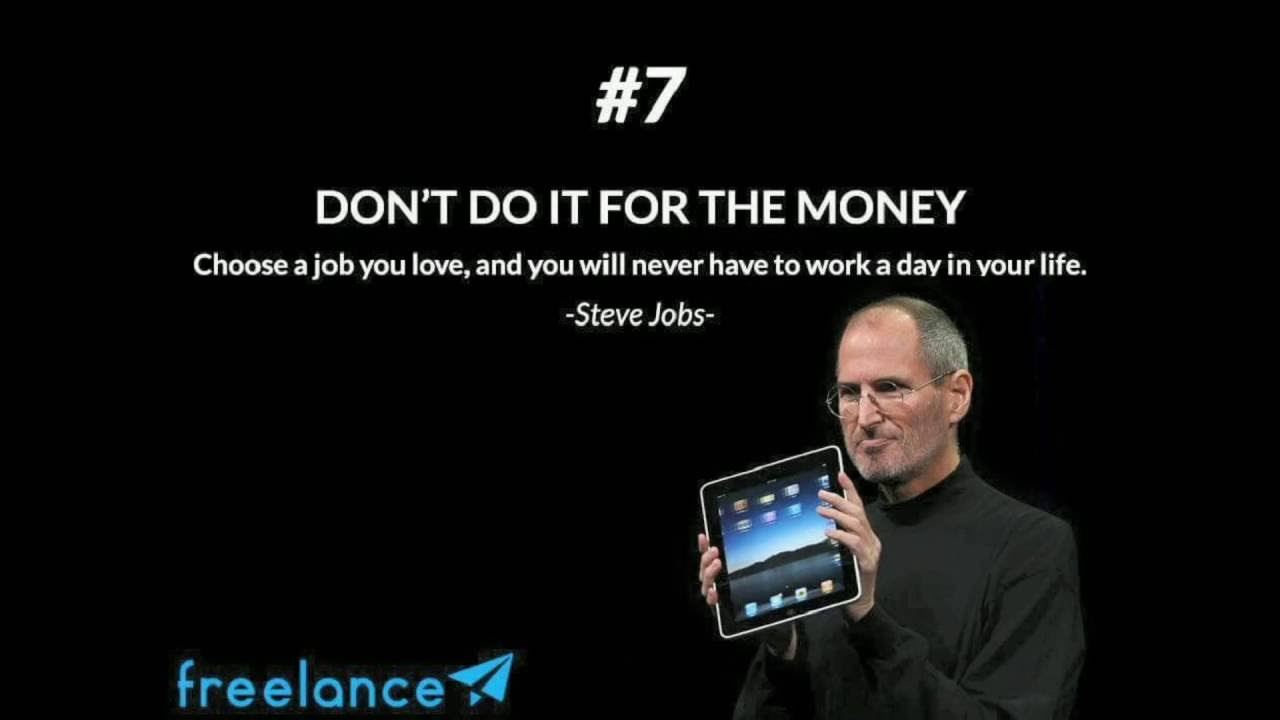 #7
DON'T DO IT FOR THE MONEY
Choose a job you love, and you will never have to work a day in your life.
-Steve Jobs-
freelance